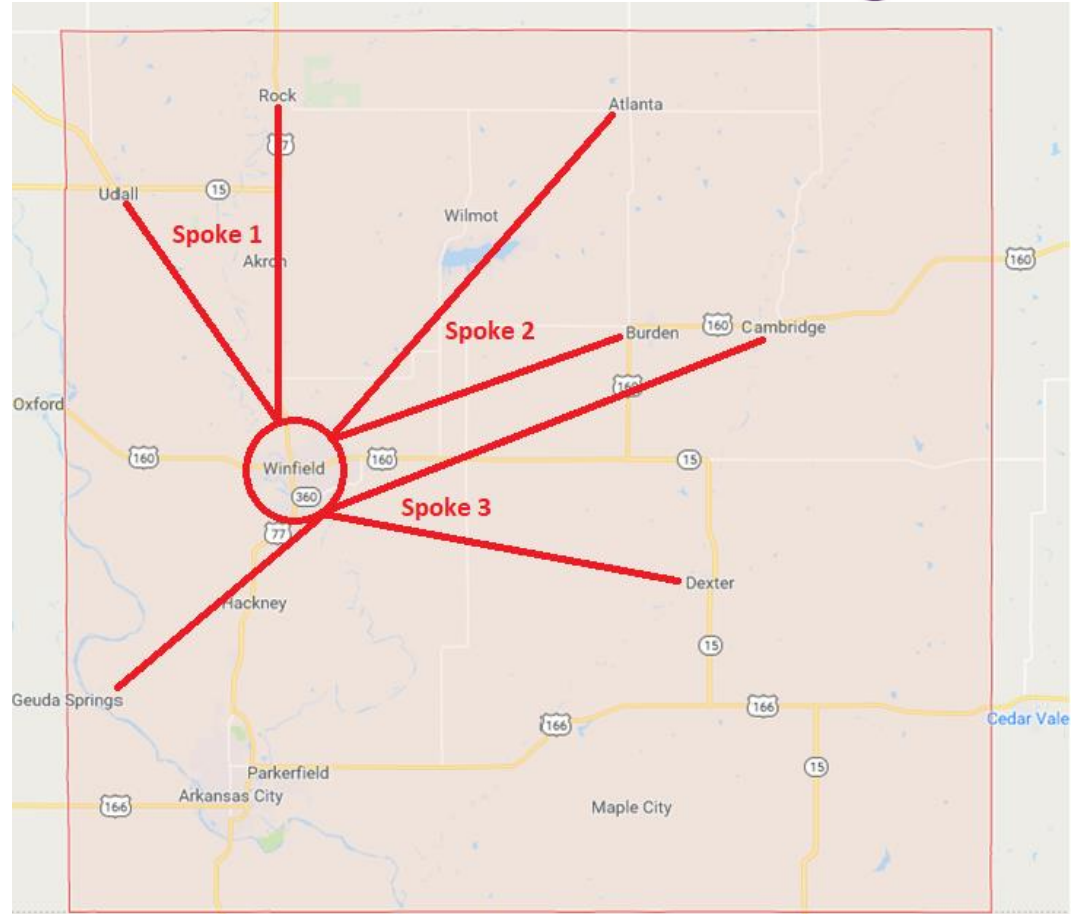 Rock
Atlanta
77
Udall
15
Wilmot
Spoke 1
Akron
160
Spoke 2
160
Cambridge
Burden
160
Oxford
160
160
15
Winfield
360
Spoke 3
77
Dexter
Hackney
15
Geuda Springs
166
Cedar Vale
166
15
Parkerfield
Arkansas City
166
Maple City